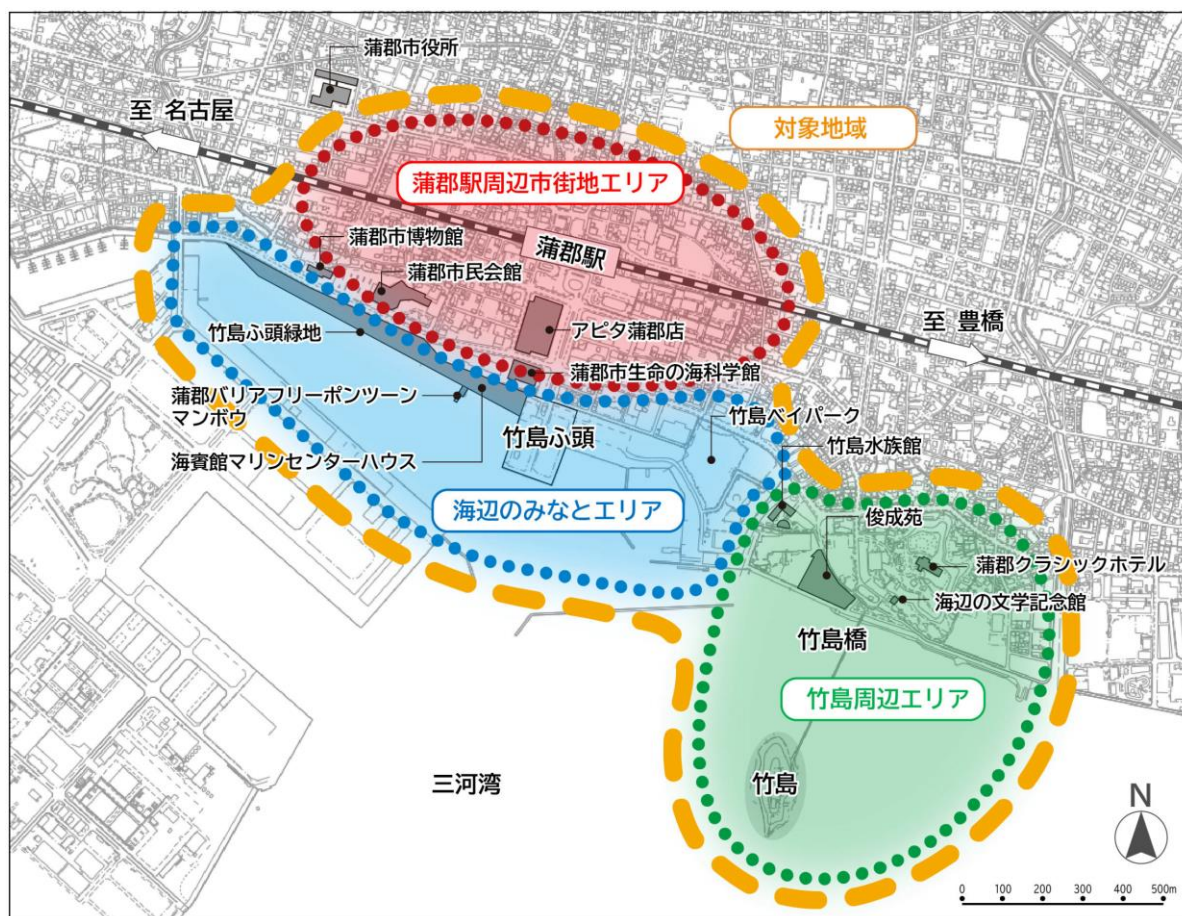 蒲郡市役所
至 名古屋
対象地域
蒲郡駅周辺市街地エリア
蒲郡市博物館
蒲郡駅
蒲郡市民会館
竹島ふ頭緑地
アピタ蒲郡店
至 豊橋
蒲郡市生命の海科学館
蒲郡バリアフリーポンツーン
マンボウ
竹島ベイパーク
竹島ふ頭
竹島水族館
海賓館マリンセンターハウス
海辺のみなとエリア
俊成苑
蒲郡クラシックホテル
海辺の文学記念館
竹島橋
竹島周辺エリア
三河湾
竹島
N
0 100 200 300 400 500m